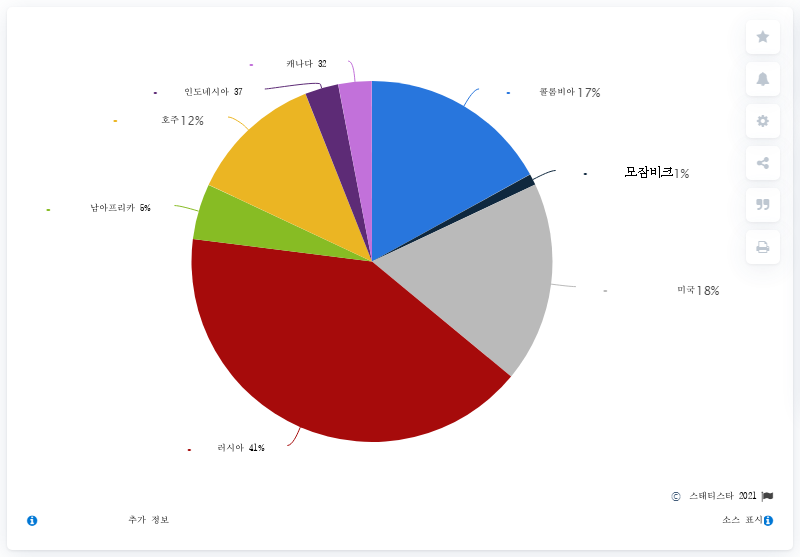 캐나다 32
인도네시아 37
콜롬비아 17%
호주 12%
모잠비크1%
남아프리카 5%
미국 18%
러시아 41%
© 스태티스타 2021
추가 정보
소스 표시